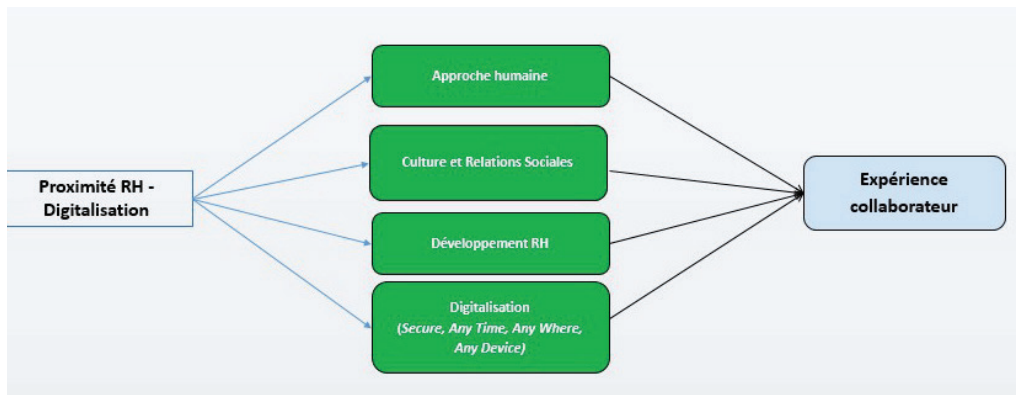 Proximité RH -
Digitalisation
Approche humaine
Culture et Relations Sociales
Développement RH
Digitalisation
(Secure, Any Time, Any Where,
Any Device)
Expérience
collaborateur